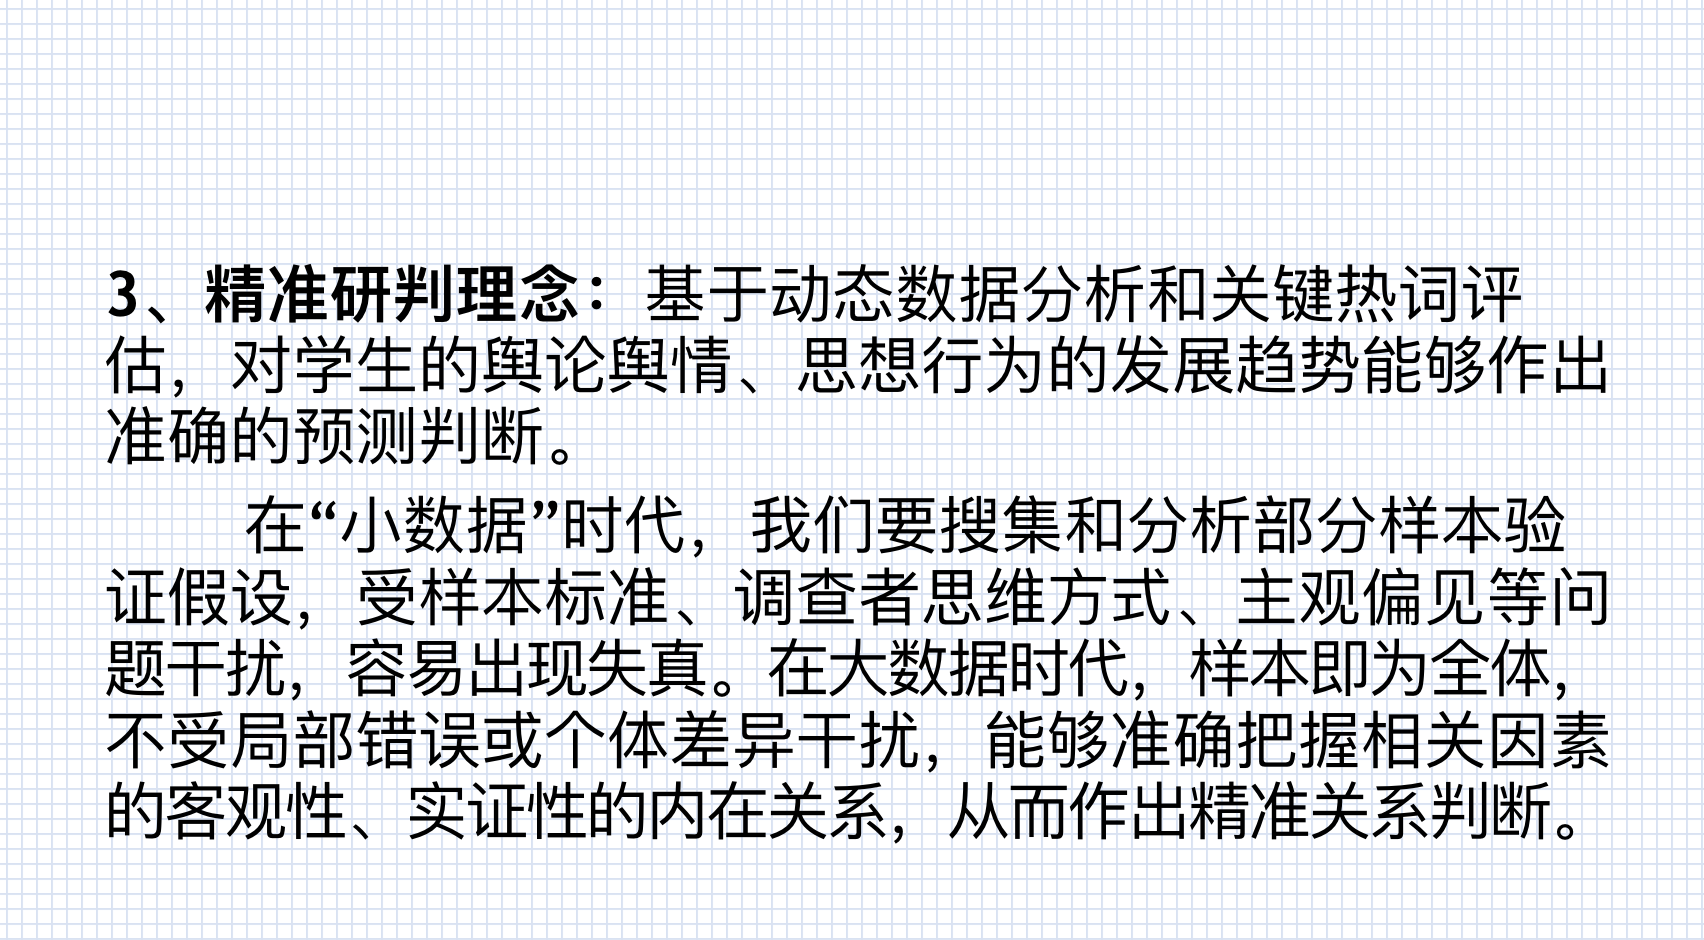 3、精准研判理念：基于动态数据分析和关键热词评
估，对学生的舆论舆情、思想行为的发展趋势能够作出
准确的预测判断。
在“小数据”时代，我们要搜集和分析部分样本验
证假设，受样本标准、调查者思维方式、主观偏见等问
题干扰，容易出现失真。在大数据时代，样本即为全体，
不受局部错误或个体差异干扰，能够准确把握相关因素
的客观性、实证性的内在关系，从而作出精准关系判断。